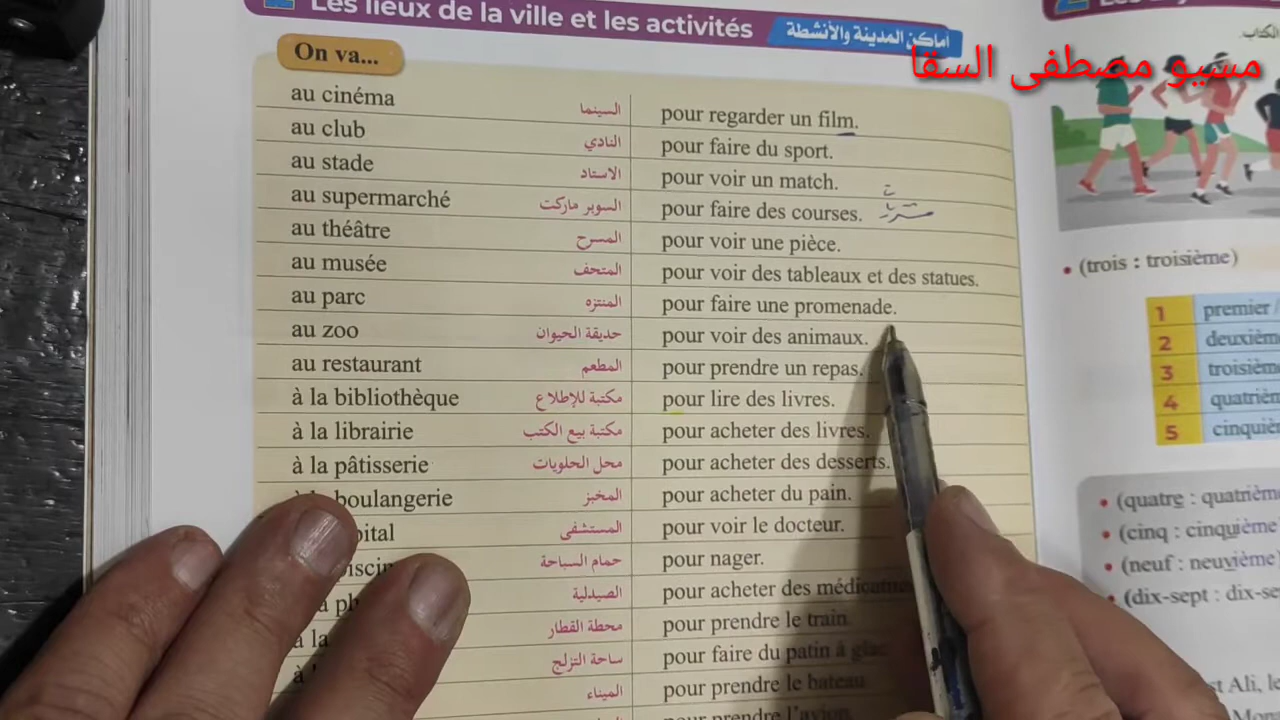 Les lieux de la ville et les activités أماكن المدينة والأنشطة
مسيو مصطفى السقا
On va...
au cinéma السينما pour regarder un film.
au club النادي pour faire du sport.
au stade الاستاد pour voir un match.
au supermarché السوبر ماركت pour faire des courses.
au théâtre المسرح pour voir une pièce.
au musée المتحف pour voir des tableaux et des statues.
au parc المنتزه pour faire une promenade.
au zoo حديقة الحيوان pour voir des animaux.
au restaurant المطعم pour prendre un repas.
à la bibliothèque مكتبة للإطلاع pour lire des livres.
à la librairie مكتبة بيع الكتب pour acheter des livres.
à la pâtisserie محل الحلويات pour acheter des desserts.
boulangerie المخبز pour acheter du pain.
المستشفى pour voir le docteur.
حمام السباحة pour nager.
الصيدلية pour acheter des
à la محطة القطار pour prendre le train.
ساحة التزلج pour faire du patin à
الميناء pour prendre le bateau.
pour prendre l'avion.
• (trois : troisième)
1 premier /
2
3
4
5
• (quatre : quatrième
• (cinq : cinquième
• (neuf : neuvième
• (dix-sept : dix-se
Ali, le